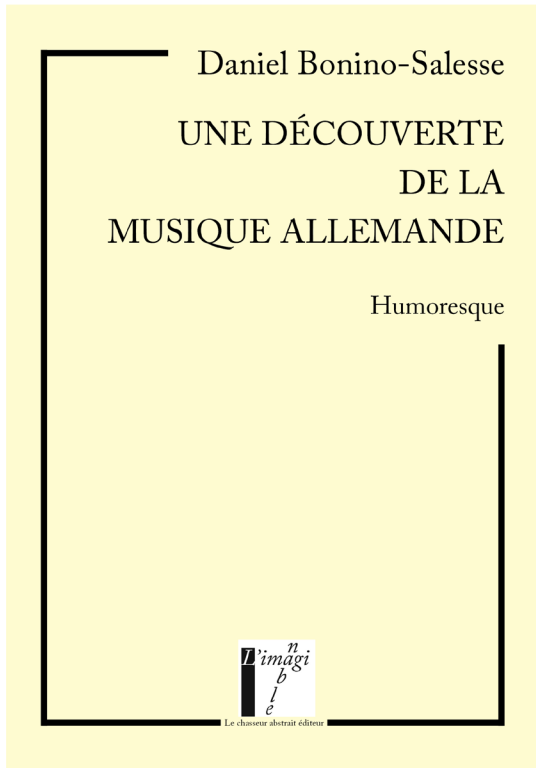 Daniel Bonino-Salesse
UNE DÉCOUVERTE
DE LA
MUSIQUE ALLEMANDE
Humoresque
L'imagi
n
b
l
e
Le chasseur abstrait éditeur